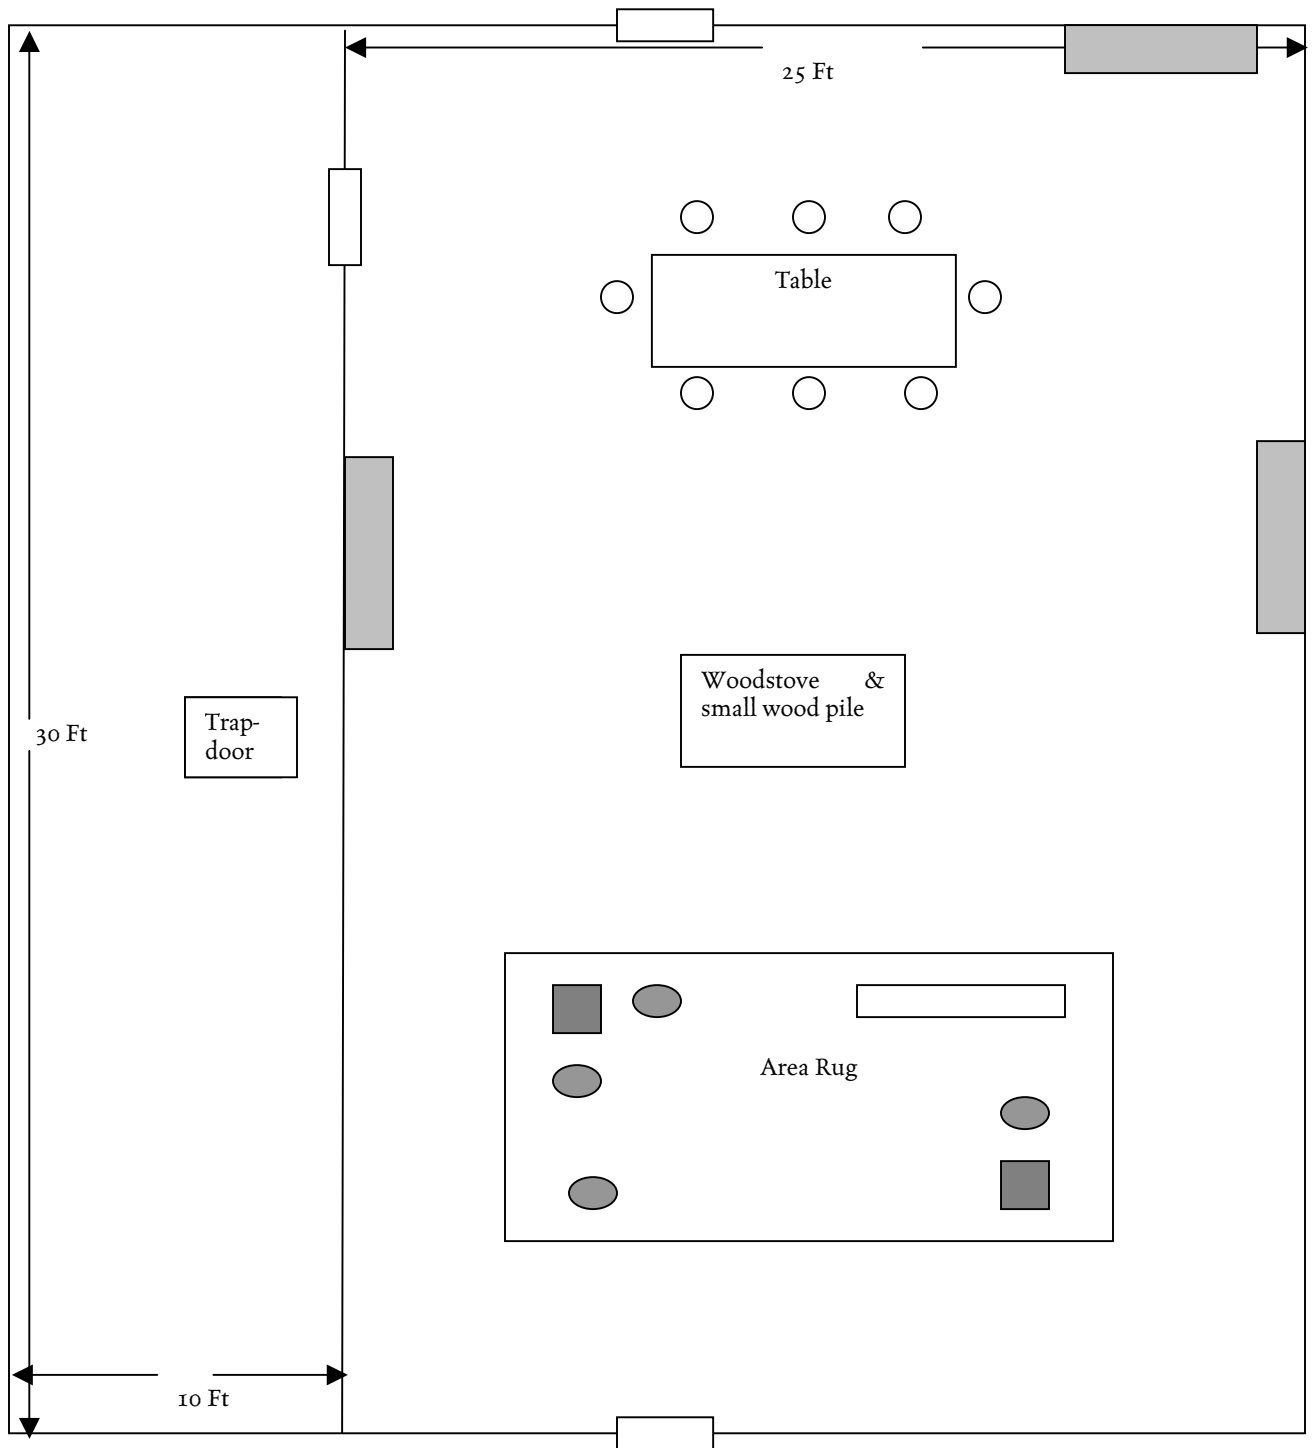 25 Ft
Table
Woodstove &
small wood pile
Trap-
door
30 Ft
Area Rug
10 Ft